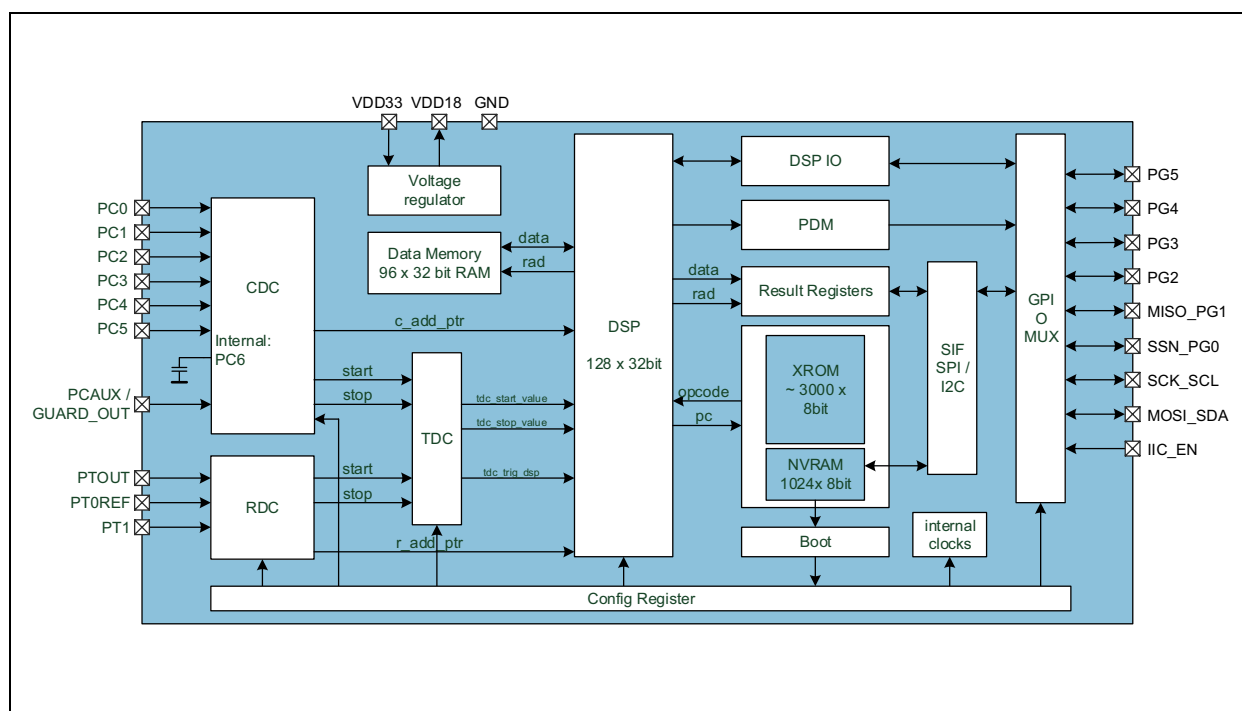 VDD33 VDD18 GND
Voltage
regulator
PC0
PC1
PC2
PC3
PC4
PC5
CDC
Internal:
PC6
PCAUX /
GUARD_OUT
PTOUT
PT0REF
PT1
RDC
Data Memory
96 x 32 bit RAM
data
rad
c_add_ptr
start
stop
start
stop
r_add_ptr
TDC
tdc_start_value
tdc_stop_value
tdc_trig_dsp
DSP
128 x 32bit
DSP IO
PDM
data
rad
Result Registers
opcode
pc
XROM
~ 3000 x
8bit
NVRAM
1024x 8bit
Boot
SIF
SPI /
I2C
internal
clocks
GPI
O
MUX
PG5
PG4
PG3
PG2
MISO_PG1
SSN_PG0
SCK_SCL
MOSI_SDA
IIC_EN
Config Register